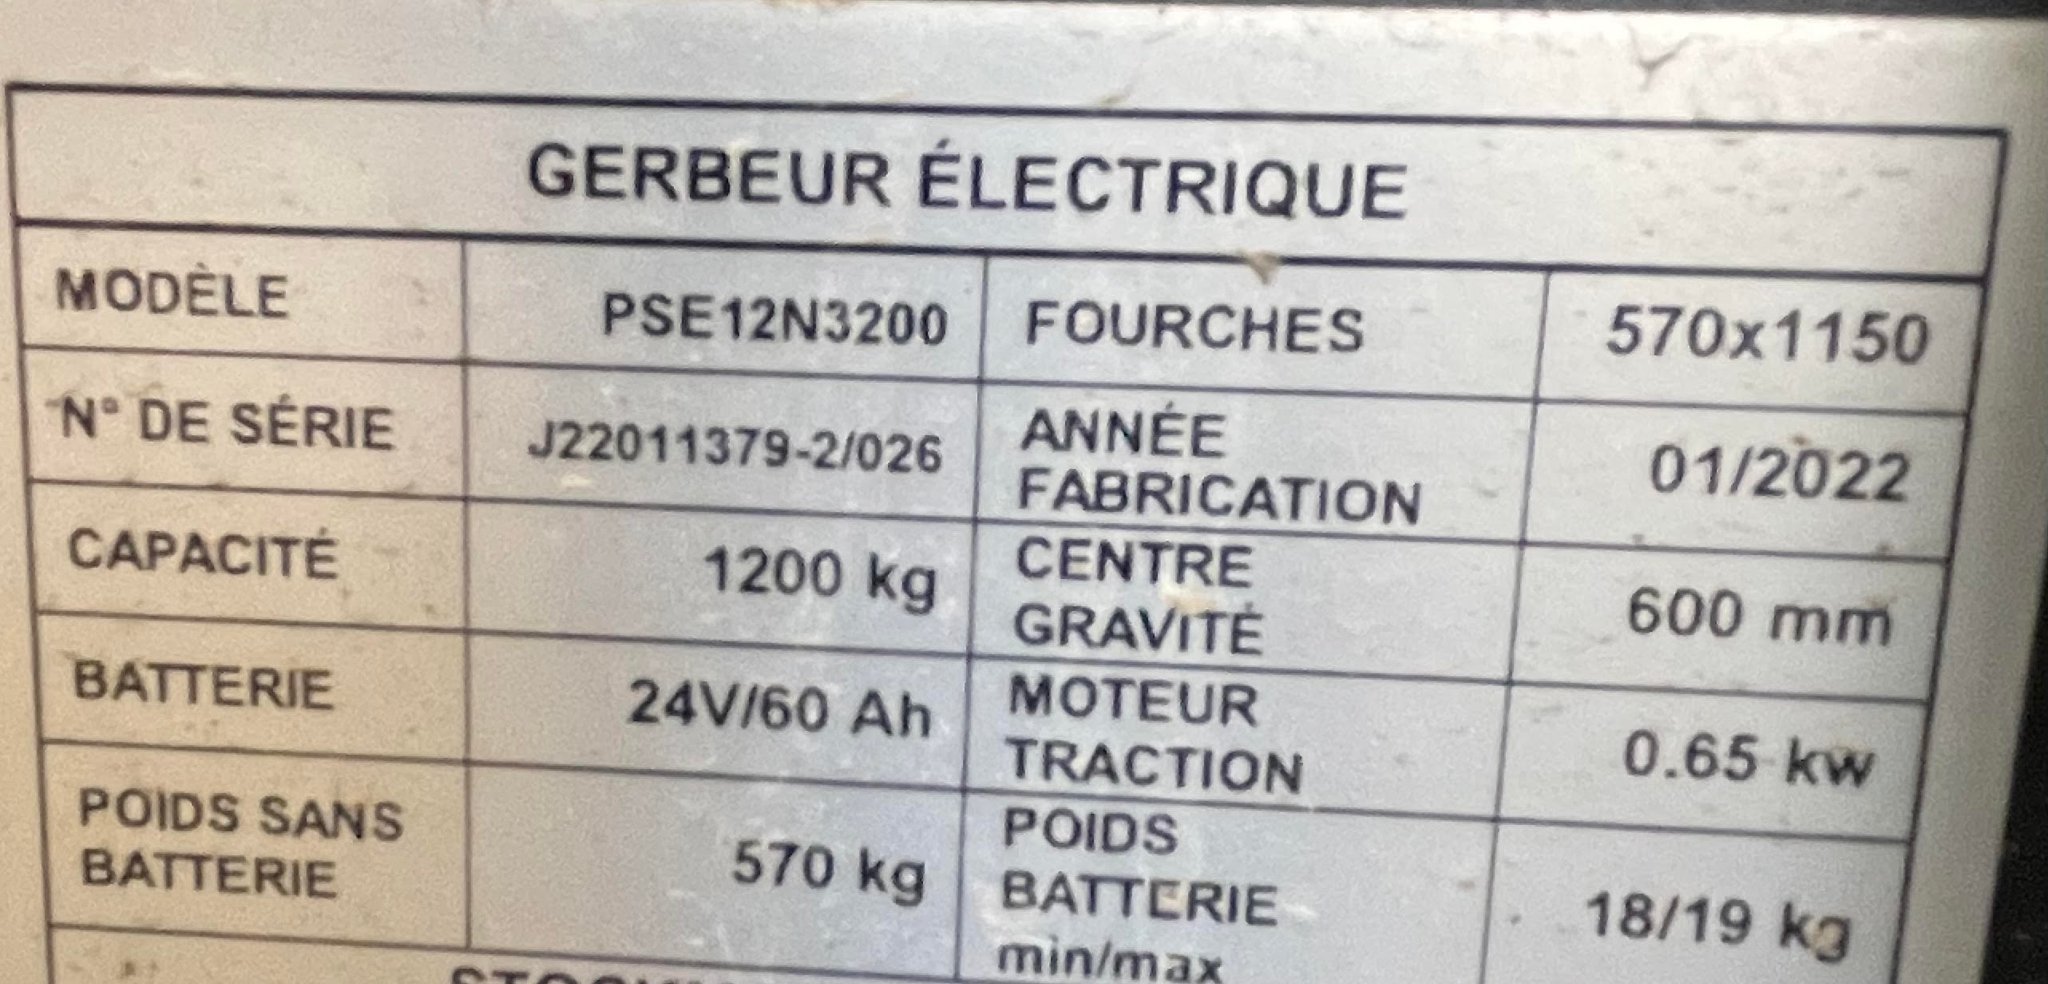 GERBEUR ÉLECTRIQUE
MODÈLE PSE12N3200 FOURCHES 570x1150
N° DE SÉRIE J22011379-2/026 ANNÉE FABRICATION 01/2022
CAPACITÉ 1200 kg CENTRE GRAVITÉ 600 mm
BATTERIE 24V/60 Ah MOTEUR TRACTION 0.65 kw
POIDS SANS BATTERIE 570 kg POIDS BATTERIE min/max 18/19 kg